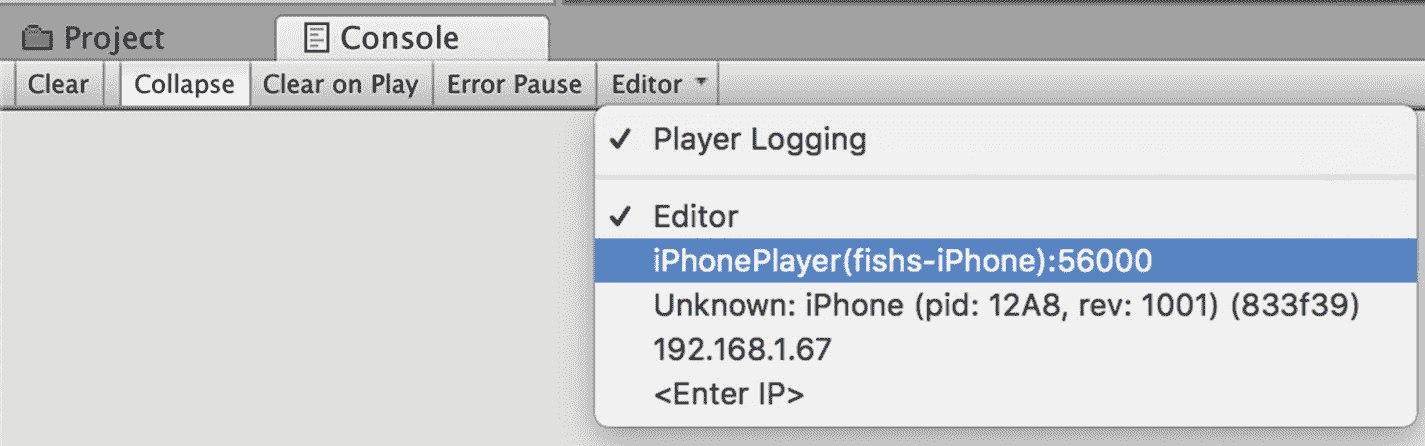 Project Console
Clear Collapse Clear on Play Error Pause Editor
✓ Player Logging
✓ Editor
iPhonePlayer(fishs-iPhone):56000
Unknown: iPhone (pid: 12A8, rev: 1001) (833f39)
192.168.1.67
<Enter IP>